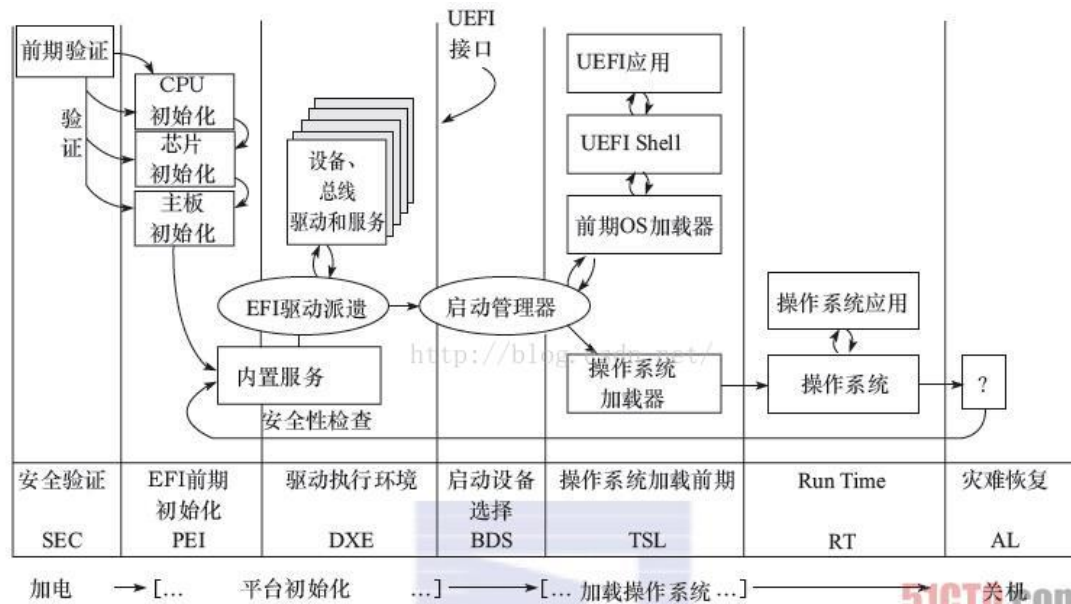 UEFI
接口
前期验证
验
证
CPU
初始化
芯片
初始化
主板
初始化
设备、
总线
驱动和服务
UEFI应用
UEFI Shell
前期OS加载器
EFI驱动派遣
启动管理器
操作系统应用
http://blog.csdn.net/
内置服务
操作系统
加载器
操作系统
?
安全性检查
安全验证
EFI前期
初始化
驱动执行环境
启动设备
选择
操作系统加载前期
Run Time
灾难恢复
SEC
PEI
DXE
BDS
TSL
RT
AL
加电
[...
平台初始化
...]
[...
加载操作系统
...]
关机
51CTO.com